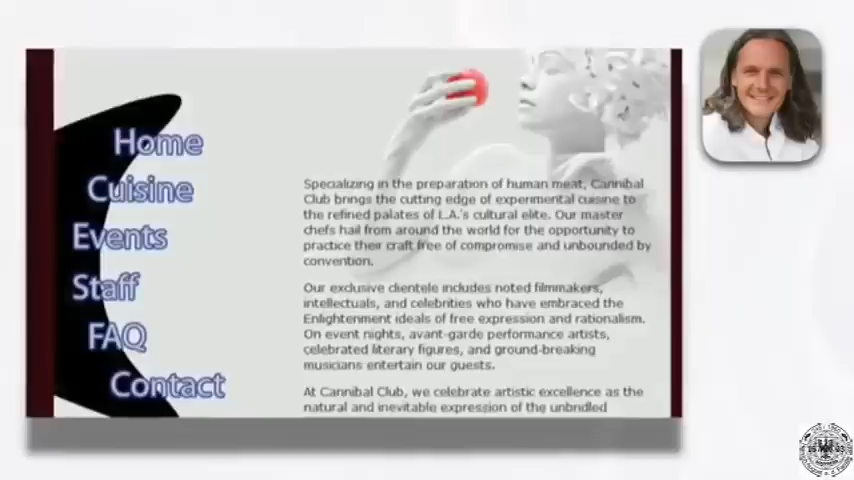 Home
Cuisine
Events
Staff
FAQ
Contact
Specializing in the preparation of human meat, Cannibal
Club brings the cutting edge of experimental cuisine to
the refined palates of L.A.'s cultural elite. Our master
chefs hail from around the world for the opportunity to
practice their craft free of compromise and unbounded by
convention.
Our exclusive clientele includes noted filmmakers,
intellectuals, and celebrities who have embraced the
Enlightenment ideals of free expression and rationalism.
On event nights, avant-garde performance artists,
celebrated literary figures, and ground-breaking
musicians entertain our guests.
At Cannibal Club, we celebrate artistic excellence as the
natural and inevitable expression of the unbridled